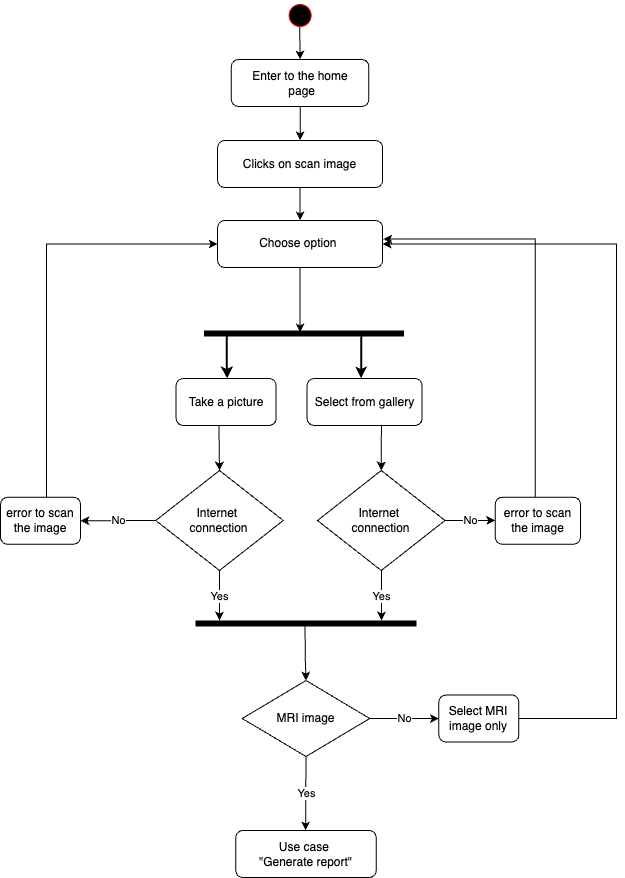 Enter to the home
page
Clicks on scan image
Choose option
Take a picture
Select from gallery
error to scan
the image
No
Internet
connection
Internet
connection
No
error to scan
the image
Yes
Yes
MRI image
No
Select MRI
image only
Yes
Use case
"Generate report"